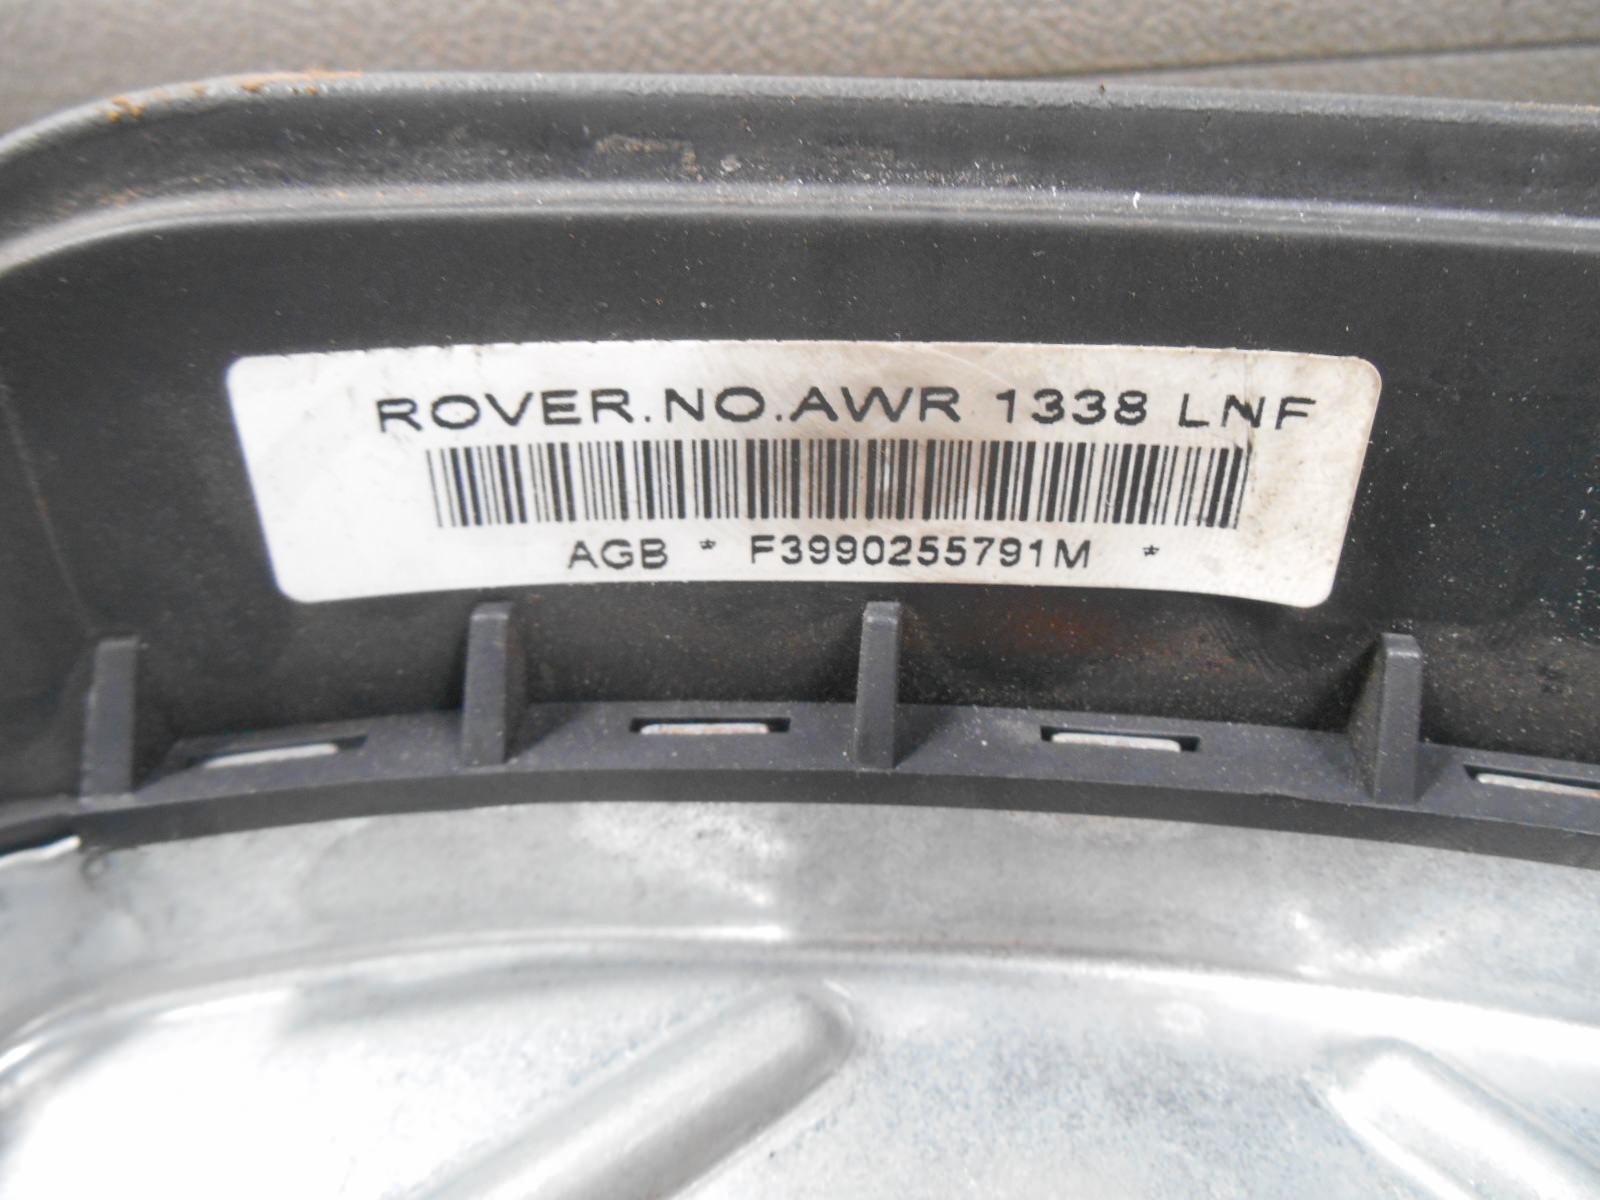 ROVER.NO.AWR 1338 LNF
AGB * F3990255791M *